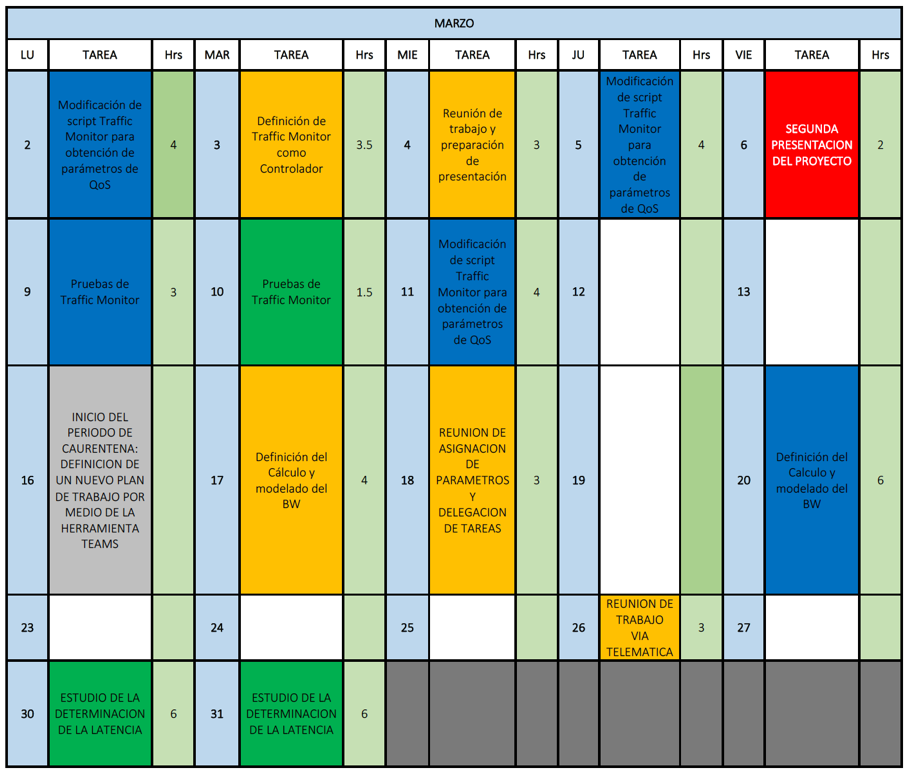 MARZO
LU TAREA Hrs MAR TAREA Hrs MIE TAREA Hrs JU TAREA Hrs VIE TAREA Hrs
2
Modificación de
script Traffic
Monitor para
obtención de
parámetros de
QoS
4
3
Definición de
Traffic Monitor
como
Controlador
3.5
4
Reunión de
trabajo y
preparación
de
presentación
3
5
Modificación
de script
Traffic
Monitor
para
obtención
de
parámetros
de QoS
4
6
SEGUNDA
PRESENTACION
DEL PROYECTO
2
9
Pruebas de
Traffic Monitor
3
10
Pruebas de
Traffic Monitor
1.5
11
Modificación
de script
Traffic
Monitor para
obtención de
parámetros
de QoS
4
12
13
16
INICIO DEL
PERIODO DE
CAURENTENA:
DEFINICION DE
UN NUEVO PLAN
DE TRABAJO POR
MEDIO DE LA
HERRAMIENTA
TEAMS
17
Definición del
Cálculo y
modelado del
BW
4
18
REUNION DE
ASIGNACION
DE
PARAMETROS
Y
DELEGACION
DE TAREAS
3
19
20
Definición del
Calculo y
modelado del
BW
6
23
24
25
26
REUNION DE
TRABAJO
VIA
TELEMATICA
3
27
30
ESTUDIO DE LA
DETERMINACION
DE LA LATENCIA
6
31
ESTUDIO DE LA
DETERMINACION
DE LA LATENCIA
6